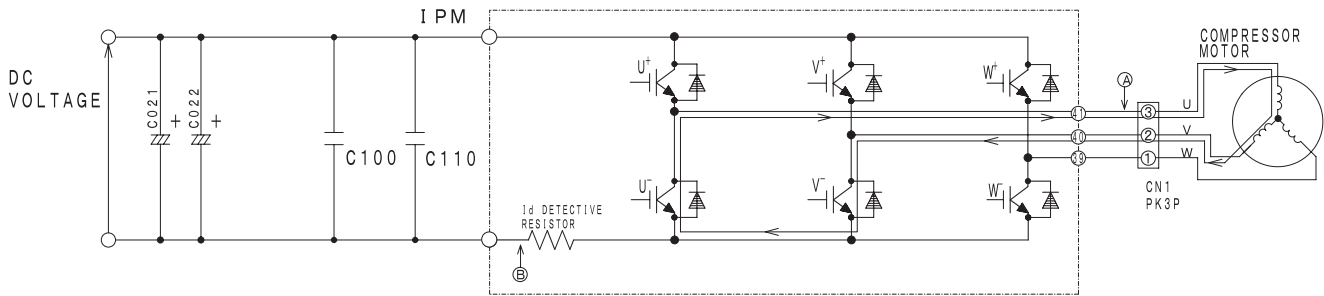 IPM
DC
VOLTAGE
C021
+
C022
+
C100
C110
U+
V+
W+
U-
V-
W-
Id DETECTIVE
RESISTOR
B
A
41
40
39
3
2
1
U
V
W
CN1
PK3P
COMPRESSOR
MOTOR